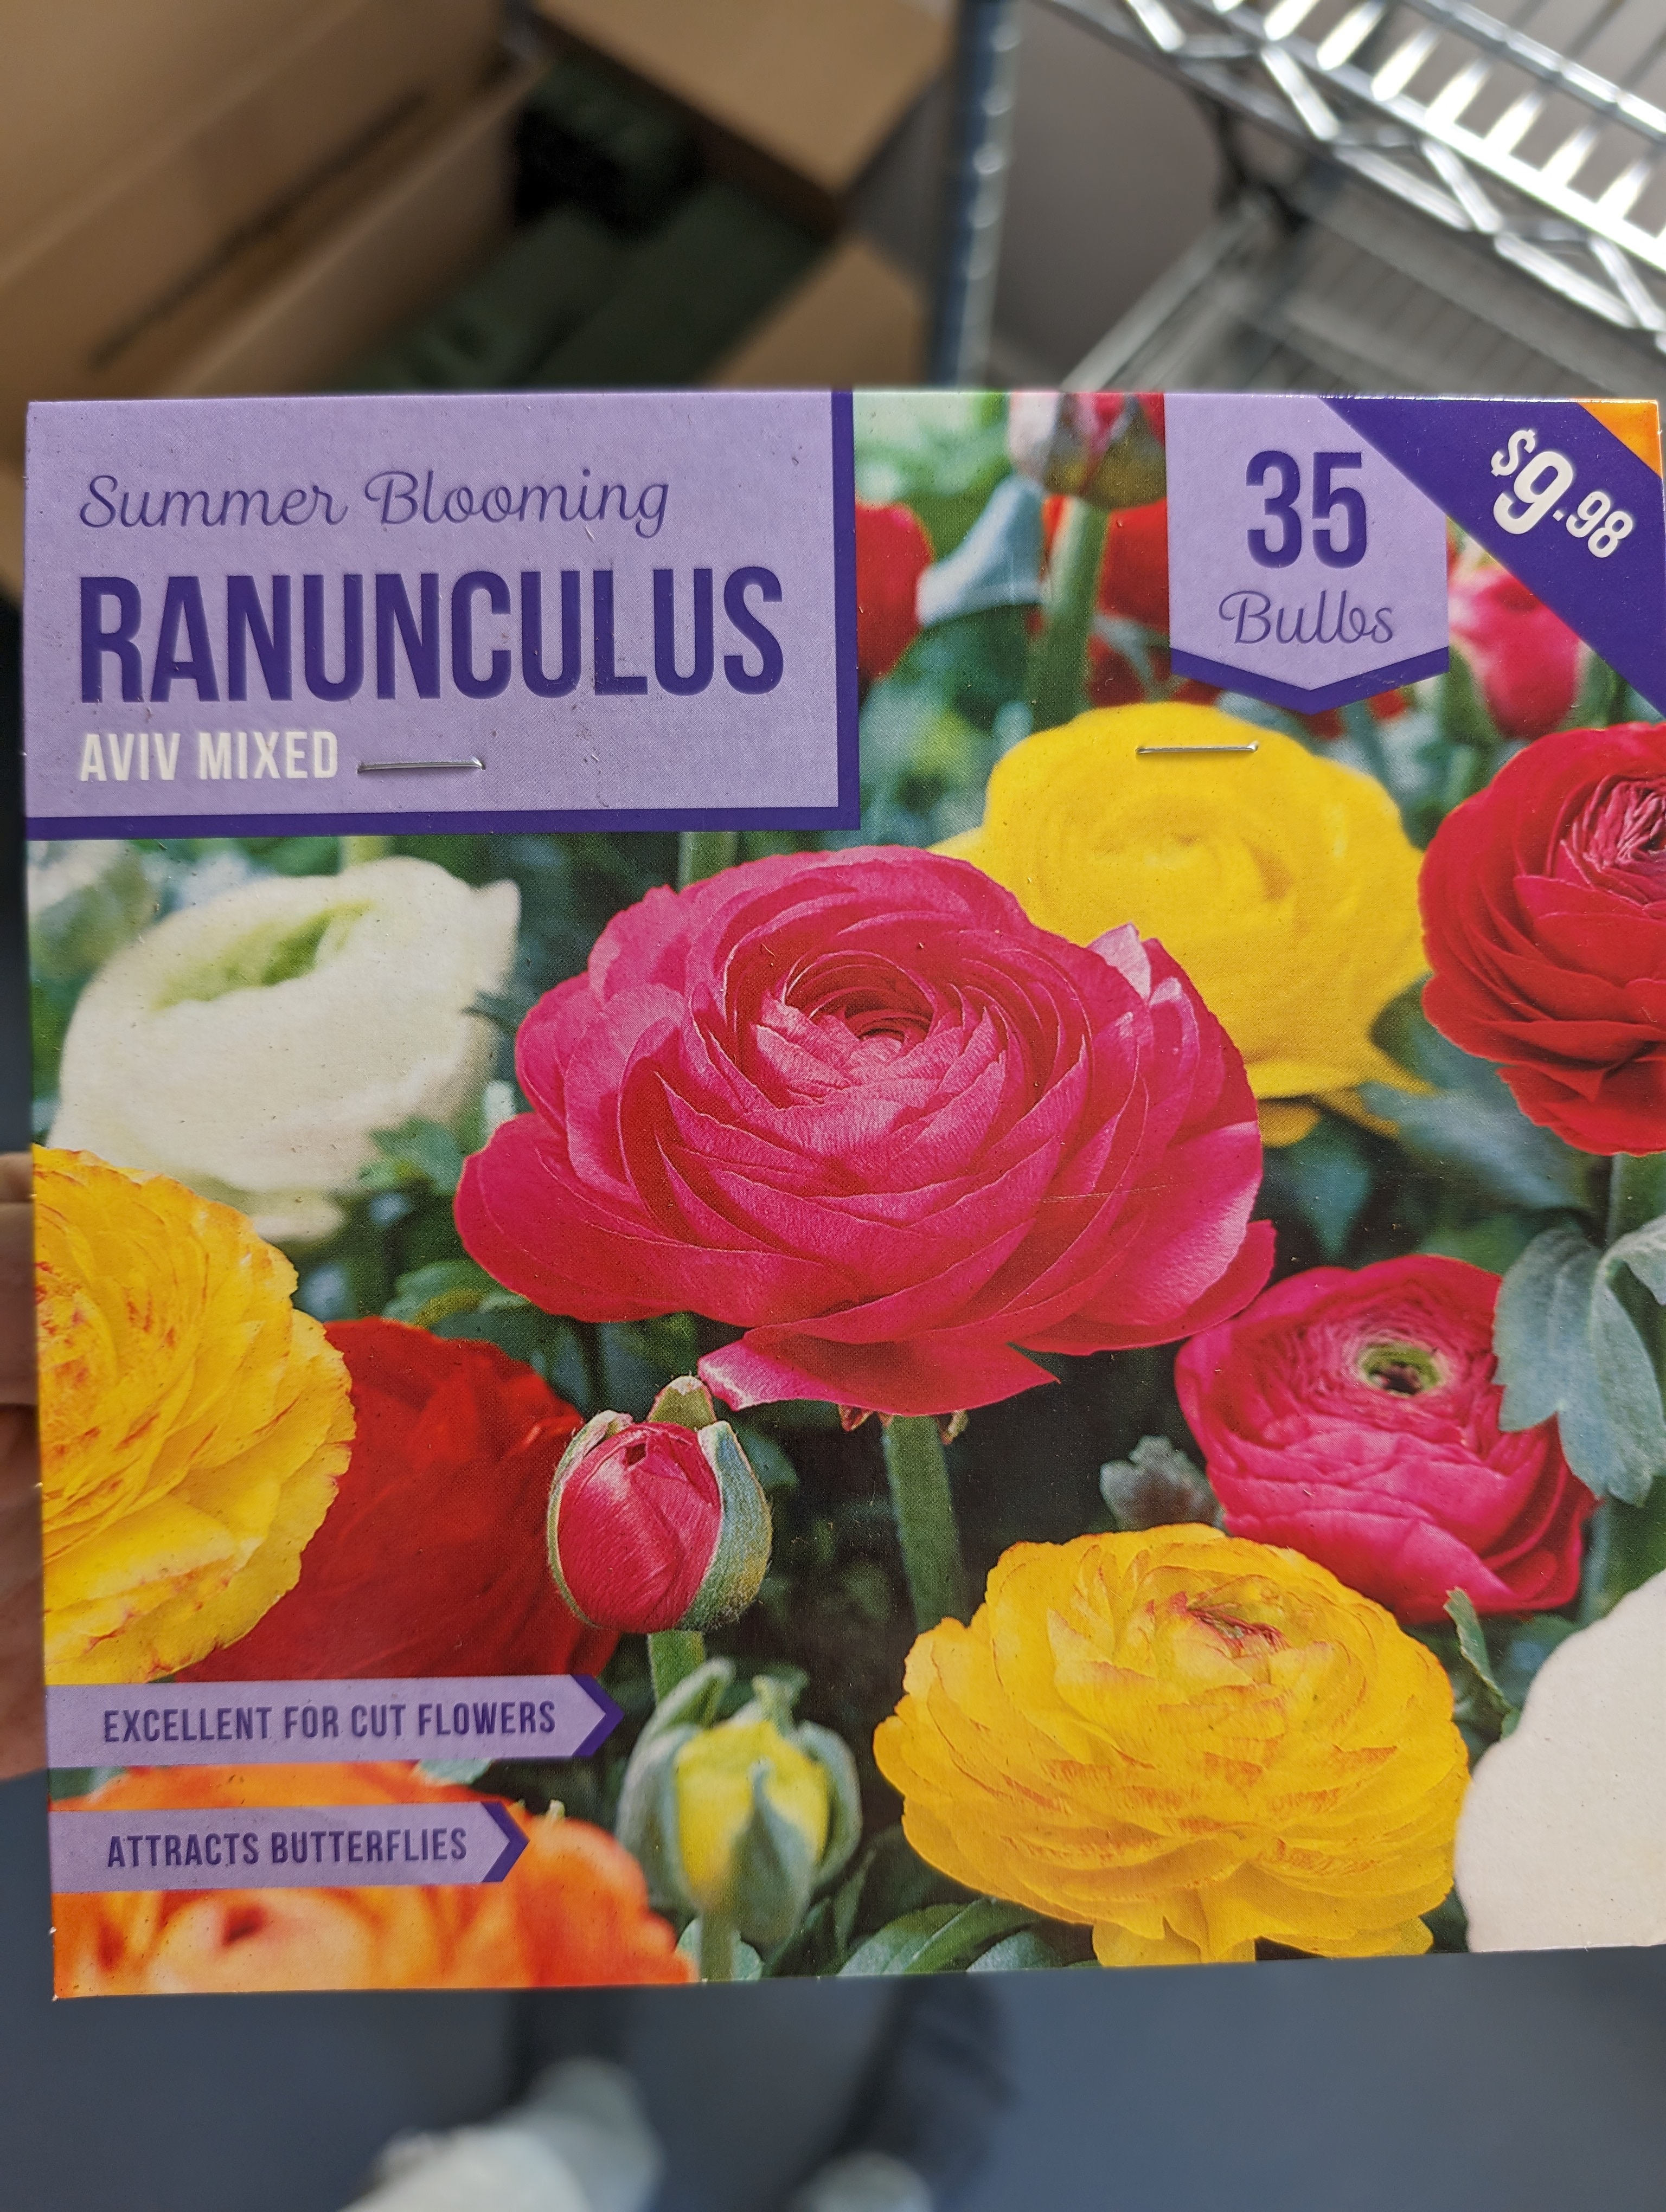 Summer Blooming
RANUNCULUS
AVIV MIXED
35
Bulbs
$9.98
EXCELLENT FOR CUT FLOWERS
ATTRACTS BUTTERFLIES